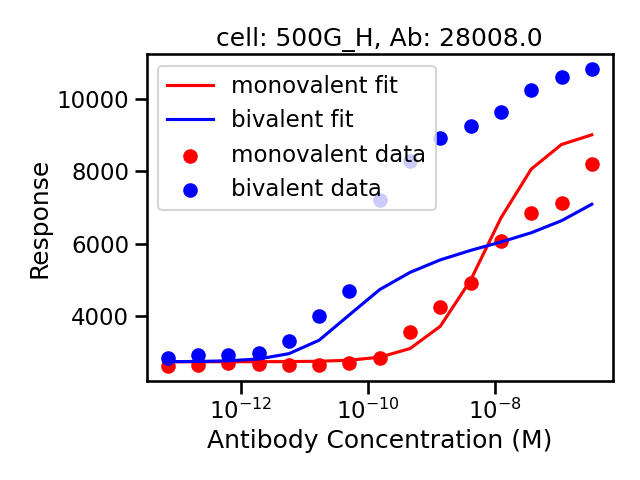 cell: 500G_H, Ab: 28008.0
monovalent fit
bivalent fit
monovalent data
bivalent data
Response
10000
8000
6000
4000
10⁻¹² 10⁻¹⁰ 10⁻⁸
Antibody Concentration (M)